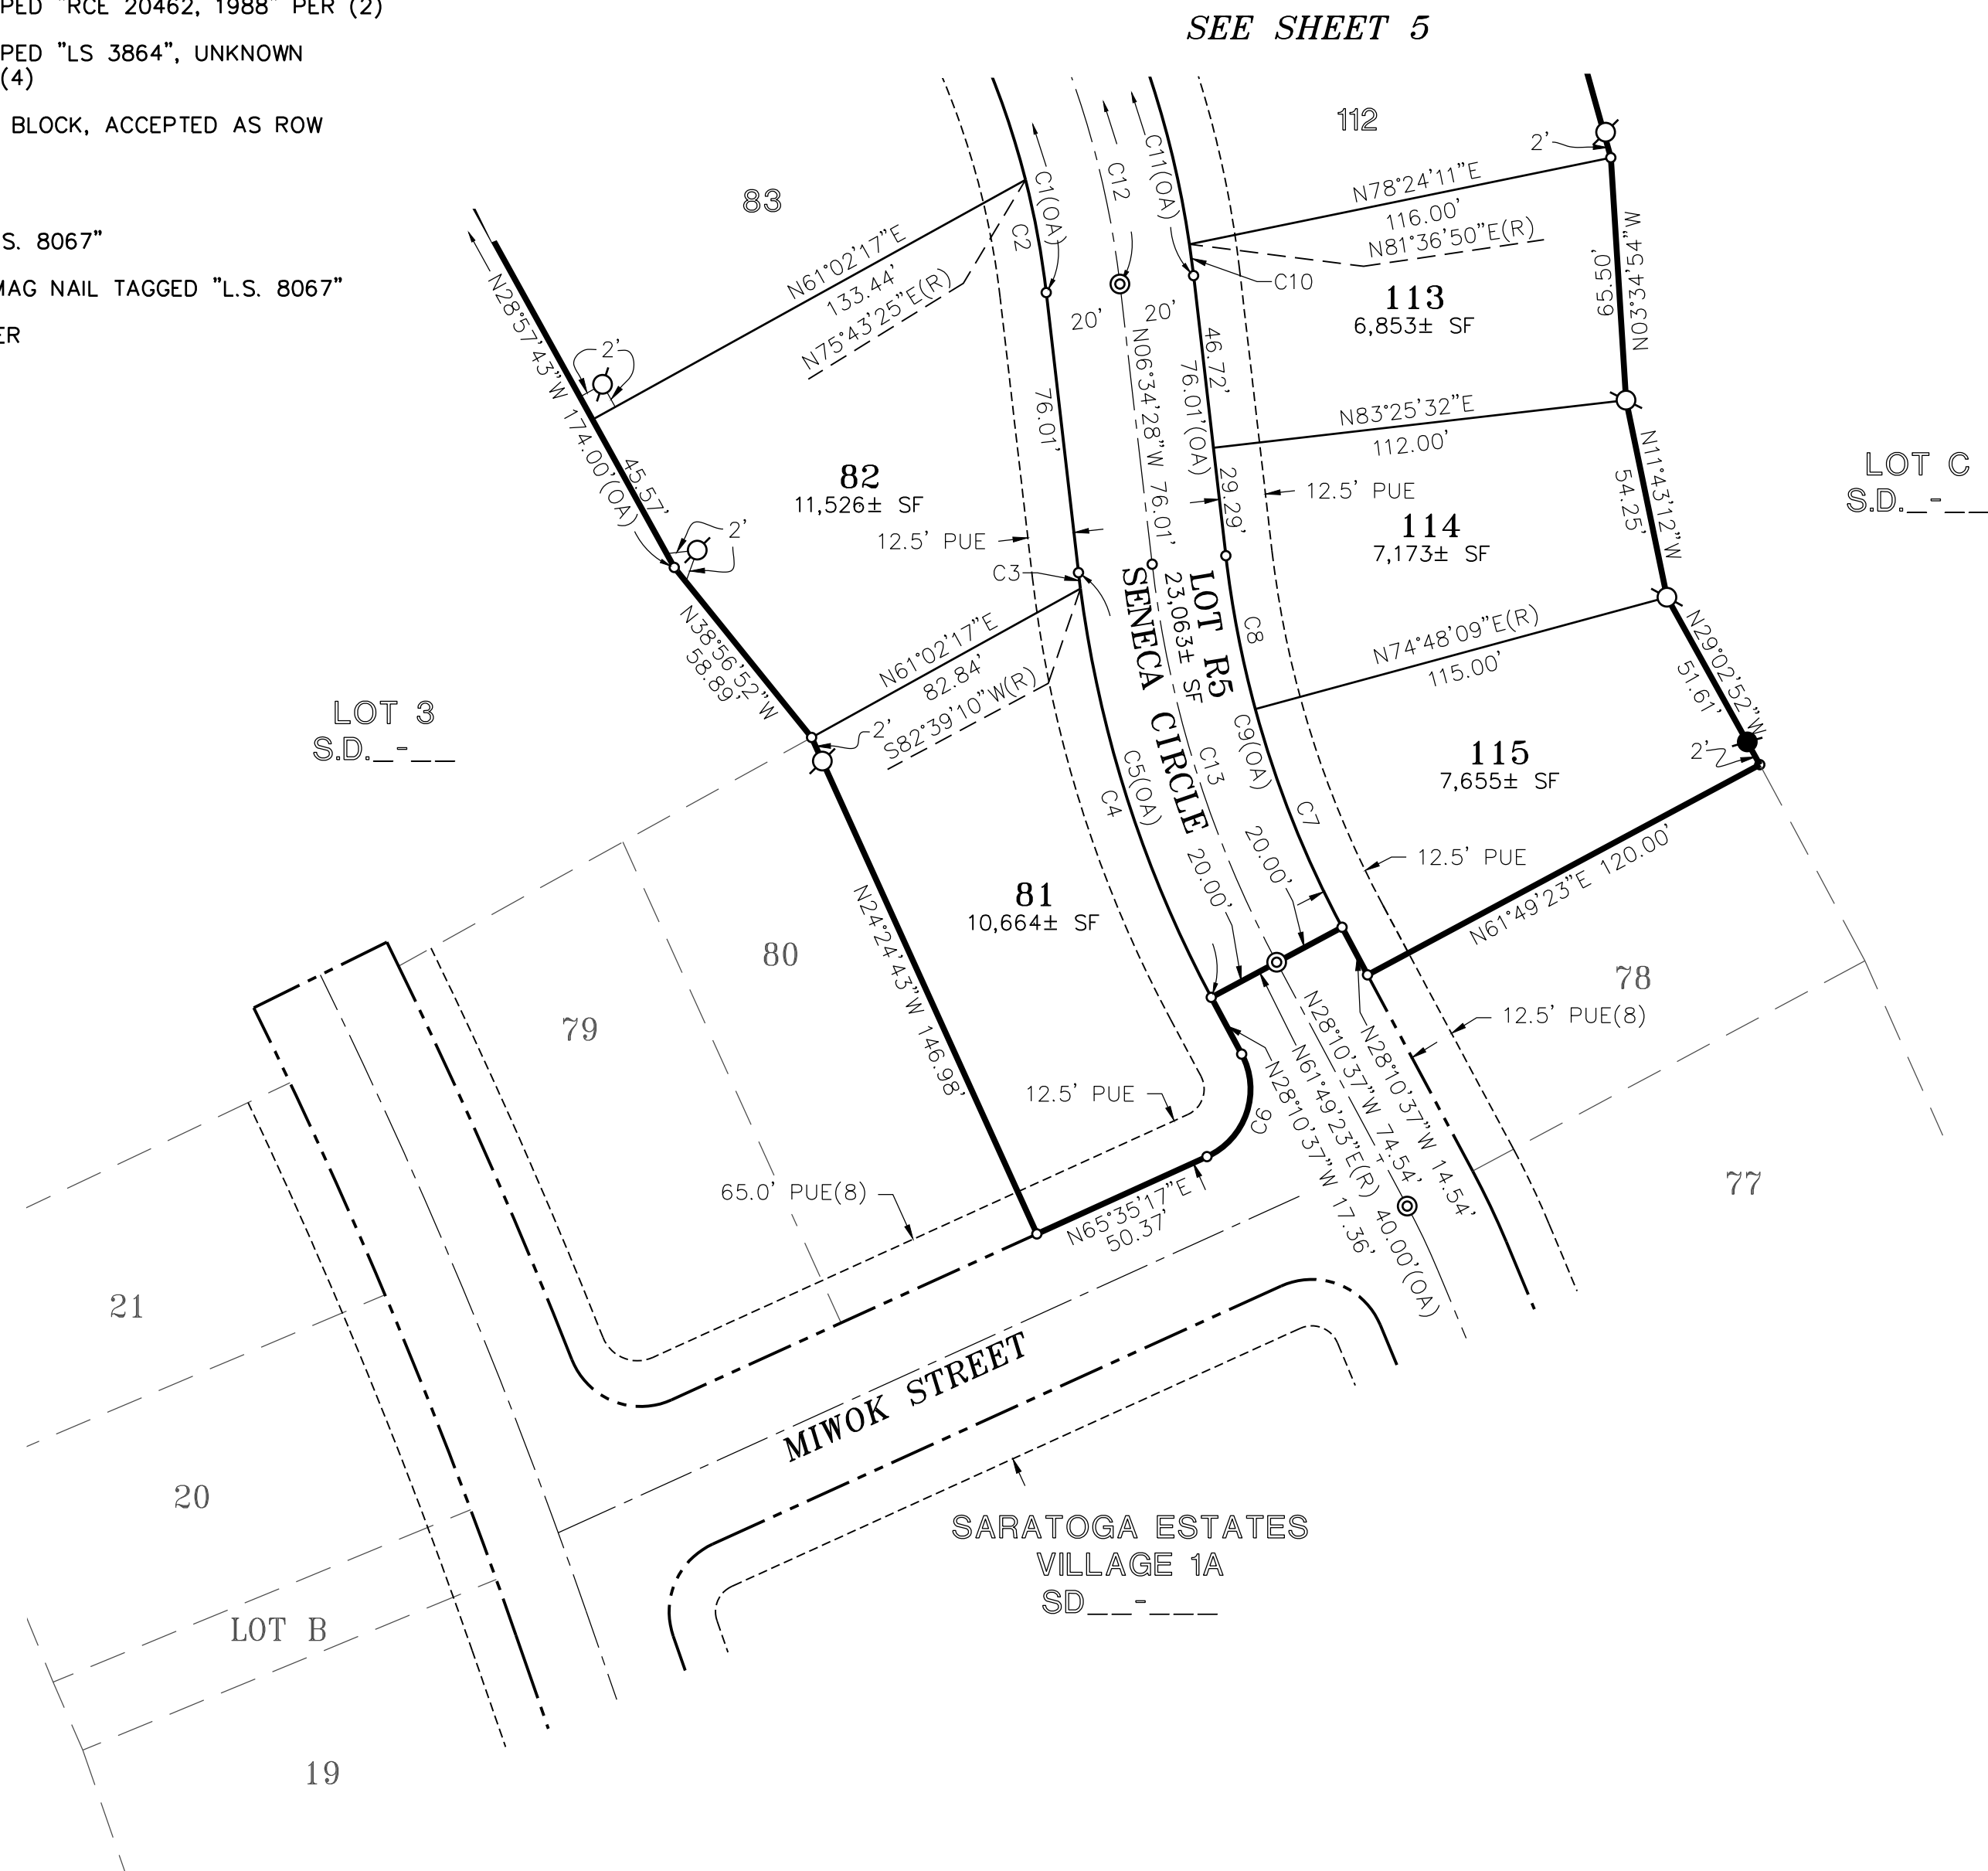 PED "RCE 20462, 1988" PER (2)
PED "LS 3864", UNKNOWN
(4)
BLOCK, ACCEPTED AS ROW
S. 8067"
MAG NAIL TAGGED "L.S. 8067"
ER
SEE SHEET 5
83
112
2'
N78°24'11"E
116.00'
N81°36'50"E(R)
C1(OA)
C12
C11(OA)
C2
C10
N61°02'17"E
133.44'
N75°43'25"E(R)
113
6,853± SF
65.50'
N03°34'54"W
N28°57'43"W 174.00'(OA)
2'
20'
20'
76.01'
N06°34'28"W 76.01'
46.72'
76.01'(OA)
N83°25'32"E
112.00'
45.57'
82
11,526± SF
12.5' PUE
29.29'
12.5' PUE
114
7,173± SF
N11°43'12"W
54.25'
LOT C
S.D._-__
2'
C3
N38°56'52"W
58.89'
N61°02'17"E
82.84'
S82°39'10"W(R)
LOT R5
23,063± SF
SENECA CIRCLE
C8
N74°48'09"E(R)
115.00'
N29°02'52"W
51.61'
LOT 3
S.D._-__
2'
C5(OA)
C4
C13
C9(OA)
C7
115
7,655± SF
2'
20.00'
20.00'
12.5' PUE
N61°49'23"E 120.00'
81
10,664± SF
N24°24'43"W 146.98'
80
79
78
12.5' PUE(8)
12.5' PUE
C6
N28°10'37"W 74.54'
N28°10'37"W 14.54'
N61°49'23"E(R) 40.00'(OA)
N28°10'37"W 17.36'
77
65.0' PUE(8)
N65°35'17"E
50.37'
21
MIWOK STREET
20
SARATOGA ESTATES
VILLAGE 1A
SD__-___
LOT B
19